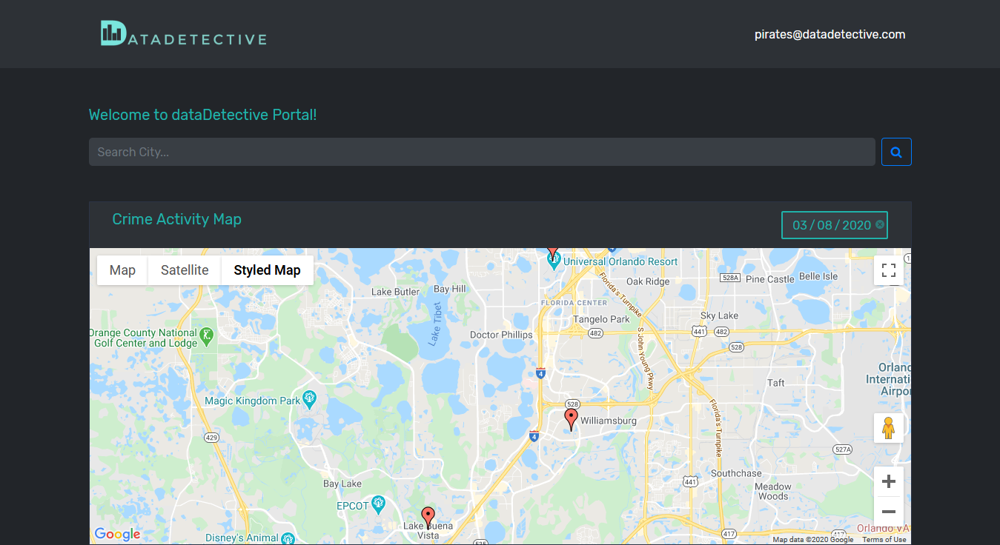 DATADETECTIVE
pirates@datadetective.com
Welcome to dataDetective Portal!
Search City...
Crime Activity Map
03 / 08 / 2020
Map
Satellite
Styled Map
Universal Orlando Resort
Lake Butler
Bay Hill
Oak Ridge
528A
Pine Castle
Belle Isle
Florida's Turnpike
FLORIDA CENTER
Lake Tibet
Tangelo Park
Sky Lake
Orange County National
Golf Center and Lodge
Doctor Phillips
482
441
482
528
S John Young Pkwy
4
Orlando
Internati
Airpor
Taft
Magic Kingdom Park
528
Williamsburg
Florida's Turnpike
4
429
527A
Southchase
441
Meadow
Woods
Bay Lake
EPCOT
Lake Buena
Vista
Disney's Animal
535
417
417
Orlando VA
Google
Map data ©2020 Google
Terms of Use